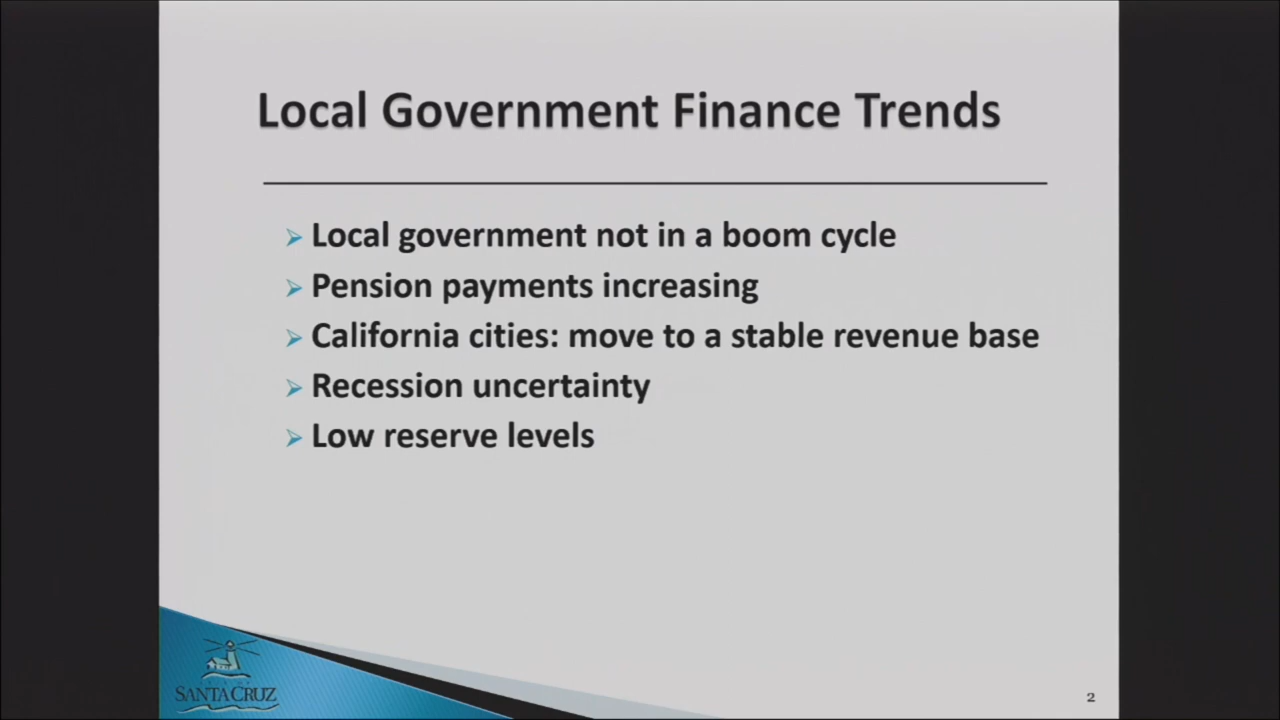 Local Government Finance Trends
Local government not in a boom cycle
Pension payments increasing
California cities: move to a stable revenue base
Recession uncertainty
Low reserve levels
SANTA CRUZ
2